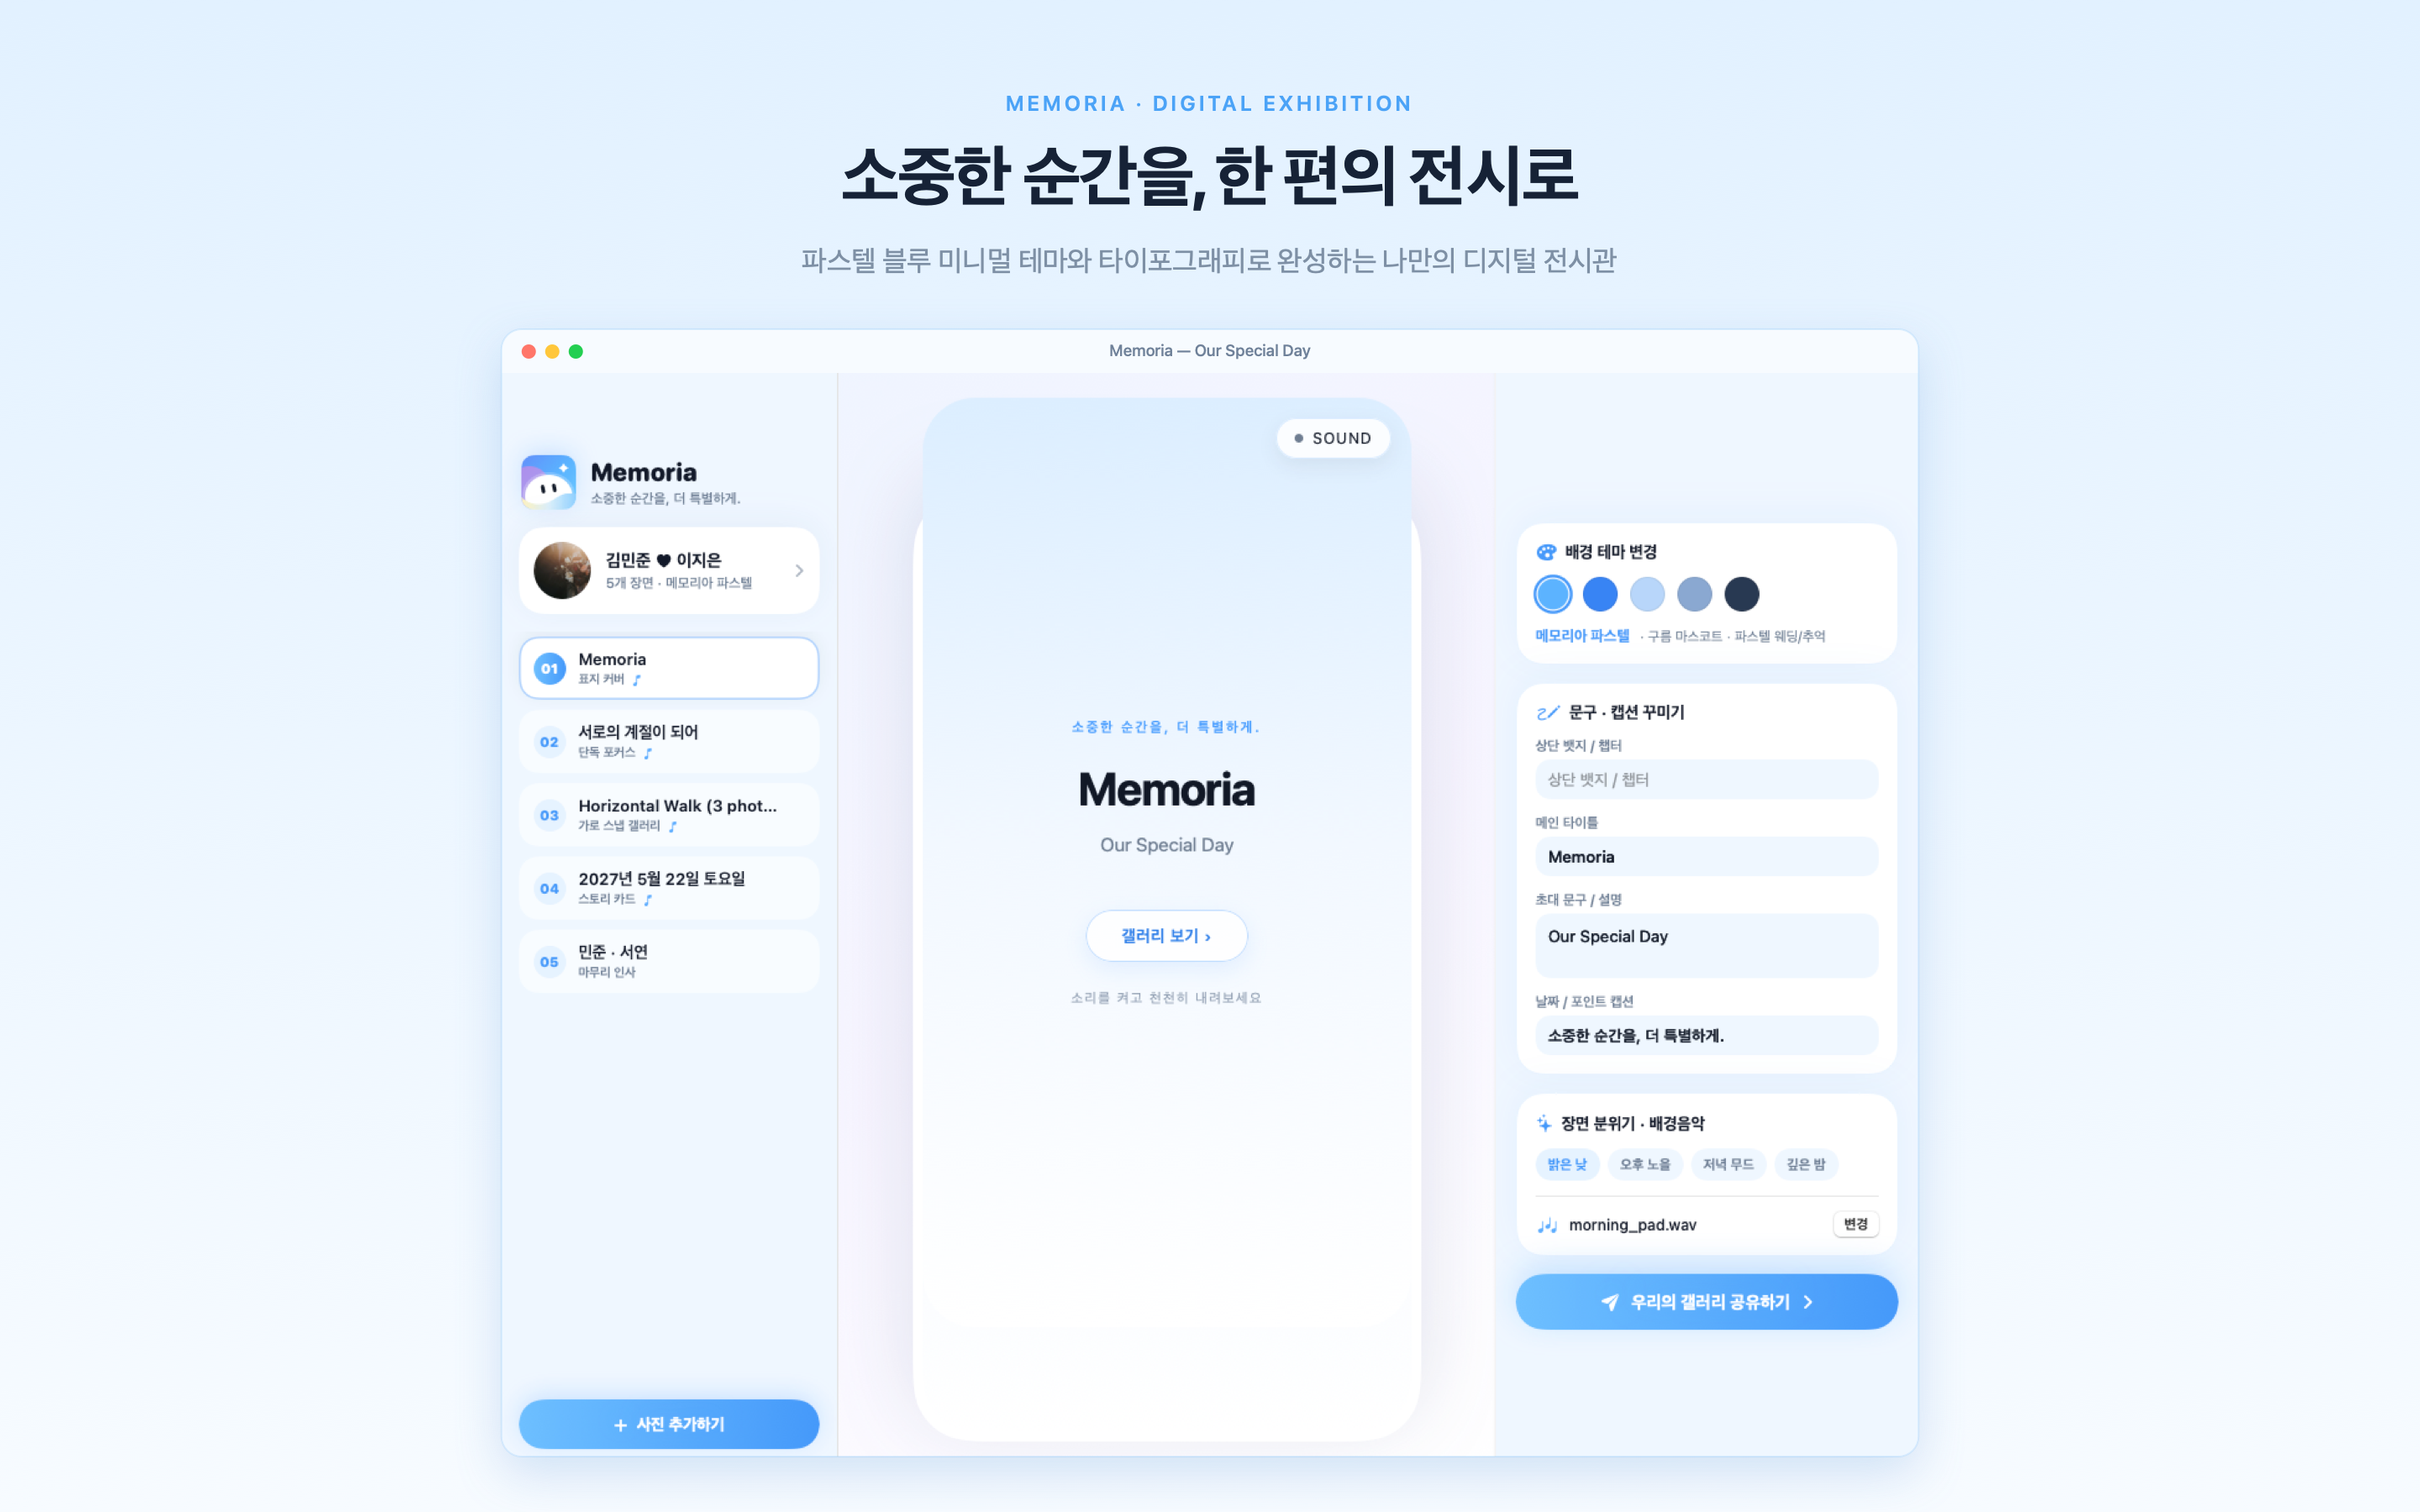 MEMORIA · DIGITAL EXHIBITION
소중한 순간을, 한 편의 전시로
파스텔 블루 미니멀 테마와 타이포그래피로 완성하는 나만의 디지털 전시관
Memoria — Our Special Day
Memoria
소중한 순간을, 더 특별하게.
김민준 ♥ 이지은
5개 장면 · 메모리아 파스텔
01
Memoria
표지 커버
02
서로의 계절이 되어
단독 포커스
03
Horizontal Walk (3 phot...
가로 스냅 갤러리
04
2027년 5월 22일 토요일
스토리 카드
05
민준 · 서연
마무리 인사
+ 사진 추가하기
SOUND
소중한 순간을, 더 특별하게.
Memoria
Our Special Day
갤러리 보기 ›
소리를 켜고 천천히 내려보세요
배경 테마 변경
메모리아 파스텔 · 구름 마스코트 · 파스텔 웨딩/추억
문구 · 캡션 꾸미기
상단 뱃지 / 챕터
상단 뱃지 / 챕터
메인 타이틀
Memoria
초대 문구 / 설명
Our Special Day
날짜 / 포인트 캡션
소중한 순간을, 더 특별하게.
장면 분위기 · 배경음악
밝은 낮 오후 노을 저녁 무드 깊은 밤
morning_pad.wav 변경
우리의 갤러리 공유하기